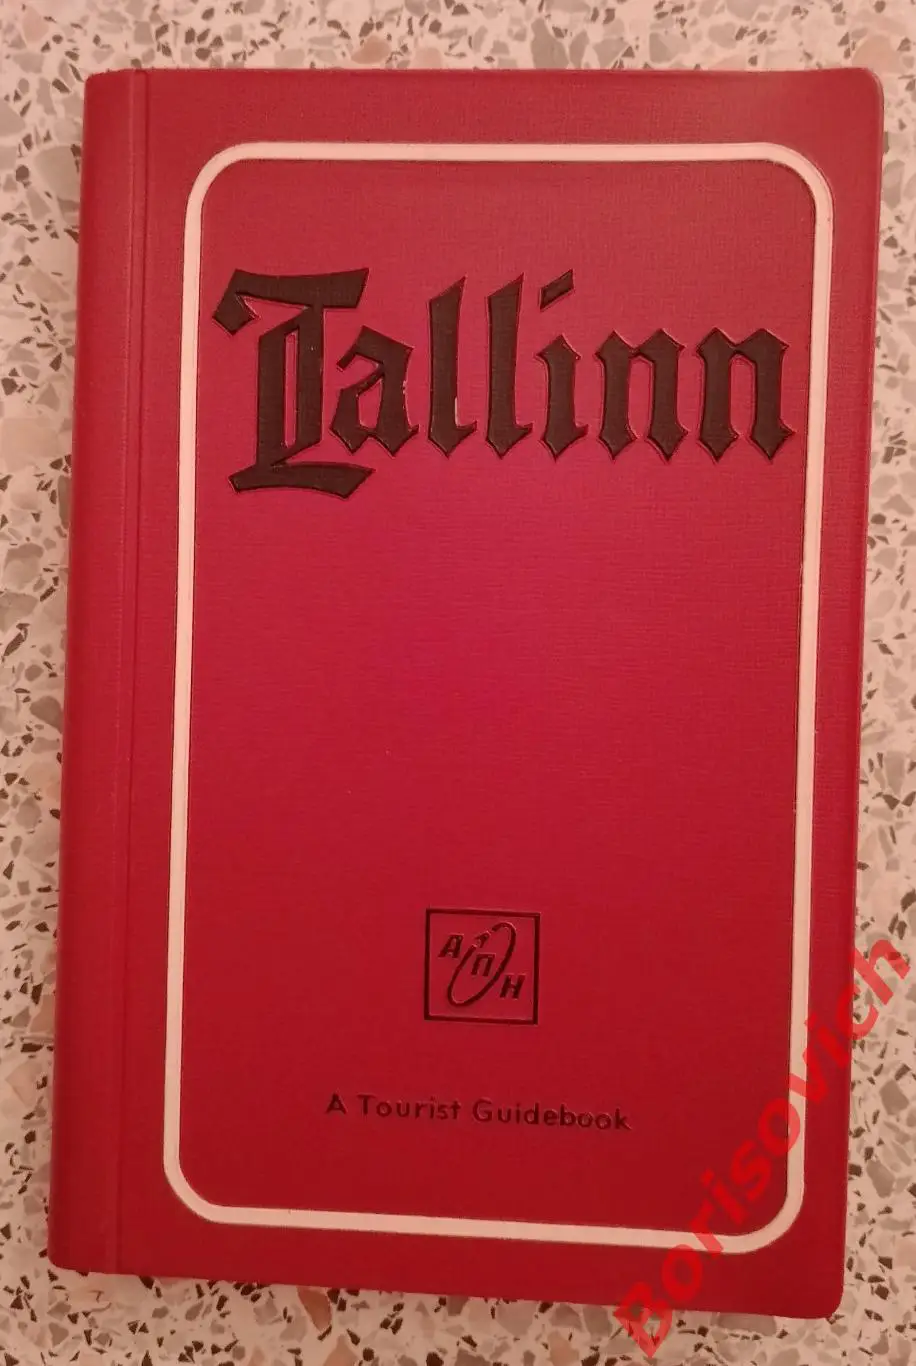 Tallinn
АПН
A Tourist Guidebook
Borisovich